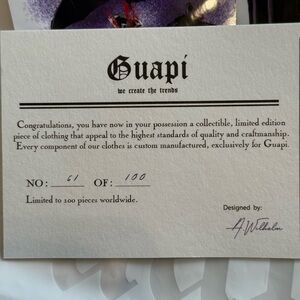 Guapi
we create the trends
Congratulations, you have now in your possession a collectible, limited edition
piece of clothing that appeal to the highest standards of quality and craftmanship.
Every component of our clothes is custom manufactured, exclusively for Guapi.
NO: 61 OF: 100
Limited to 100 pieces worldwide.
Designed by:
A. Wilhelm